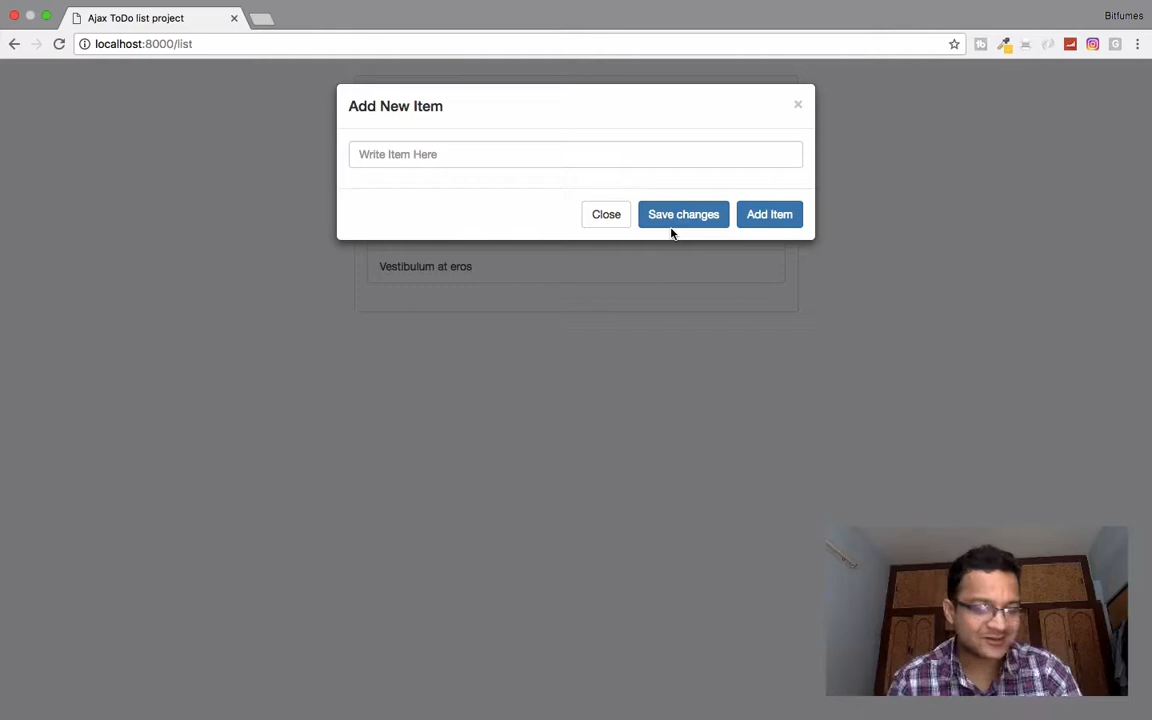 Ajax ToDo list project
Bitfumes
localhost:8000/list
Add New Item
Write Item Here
Close Save changes Add Item
Vestibulum at eros